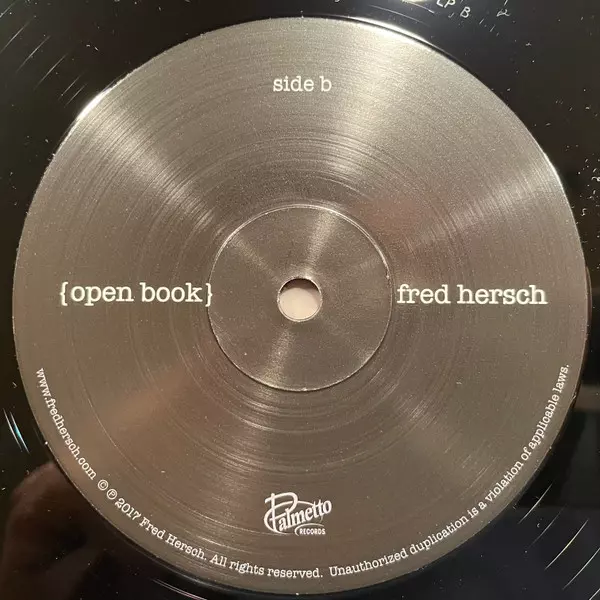 LP B
side b
{open book}
fred hersch
Palmetto
RECORDS
www.fredhersch.com © ℗ 2017 Fred Hersch. All rights reserved. Unauthorized duplication is a violation of applicable laws.